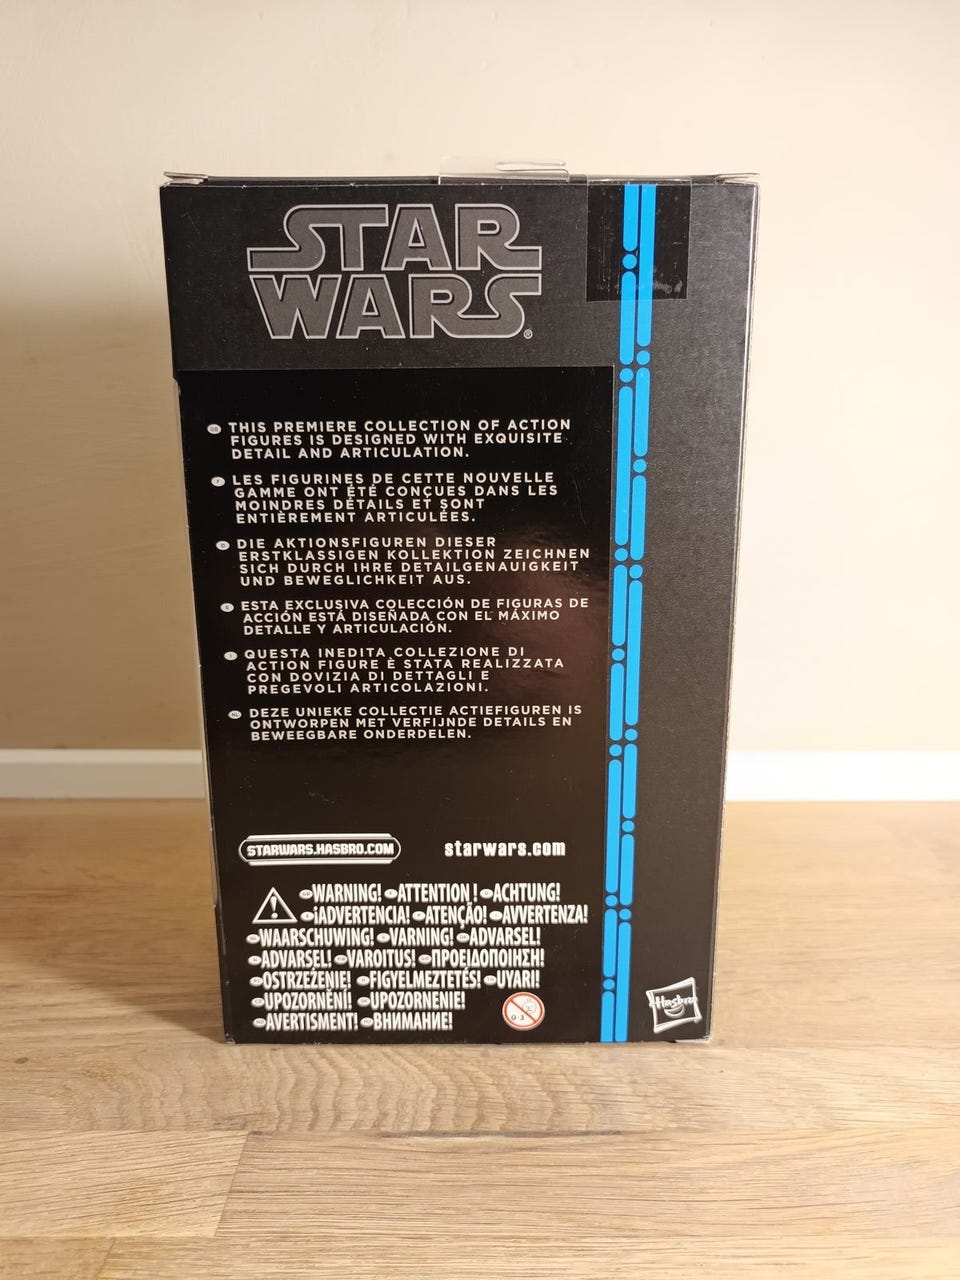 STAR
WARS®
GB THIS PREMIERE COLLECTION OF ACTION
FIGURES IS DESIGNED WITH EXQUISITE
DETAIL AND ARTICULATION.
F LES FIGURINES DE CETTE NOUVELLE
GAMME ONT ÉTÉ CONÇUES DANS LES
MOINDRES DÉTAILS ET SONT
ENTIÈREMENT ARTICULÉES.
D DIE AKTIONSFIGUREN DIESER
ERSTKLASSIGEN KOLLEKTION ZEICHNEN
SICH DURCH IHRE DETAILGENAUIGKEIT
UND BEWEGLICHKEIT AUS.
E ESTA EXCLUSIVA COLECCIÓN DE FIGURAS DE
ACCIÓN ESTÁ DISEÑADA CON EL MÁXIMO
DETALLE Y ARTICULACIÓN.
I QUESTA INEDITA COLLEZIONE DI
ACTION FIGURE È STATA REALIZZATA
CON DOVIZIA DI DETTAGLI E
PREGEVOLI ARTICOLAZIONI.
NL DEZE UNIEKE COLLECTIE ACTIEFIGUREN IS
ONTWORPEN MET VERFIJNDE DETAILS EN
BEWEEGBARE ONDERDELEN.
STARWARS.HASBRO.COM starwars.com
WARNING! ATTENTION ! ACHTUNG!
¡ADVERTENCIA! ATENÇÃO! AVVERTENZA!
WAARSCHUWING! VARNING! ADVARSEL!
ADVARSEL! VAROITUS! ΠΡΟΕΙΔΟΠΟΙΗΣΗ!
OSTRZEŻENIE! FIGYELMEZTETÉS! UYARI!
UPOZORNĚNÍ! UPOZORNENIE!
AVERTISMENT! ВНИМАНИЕ!
0-3
Hasbro